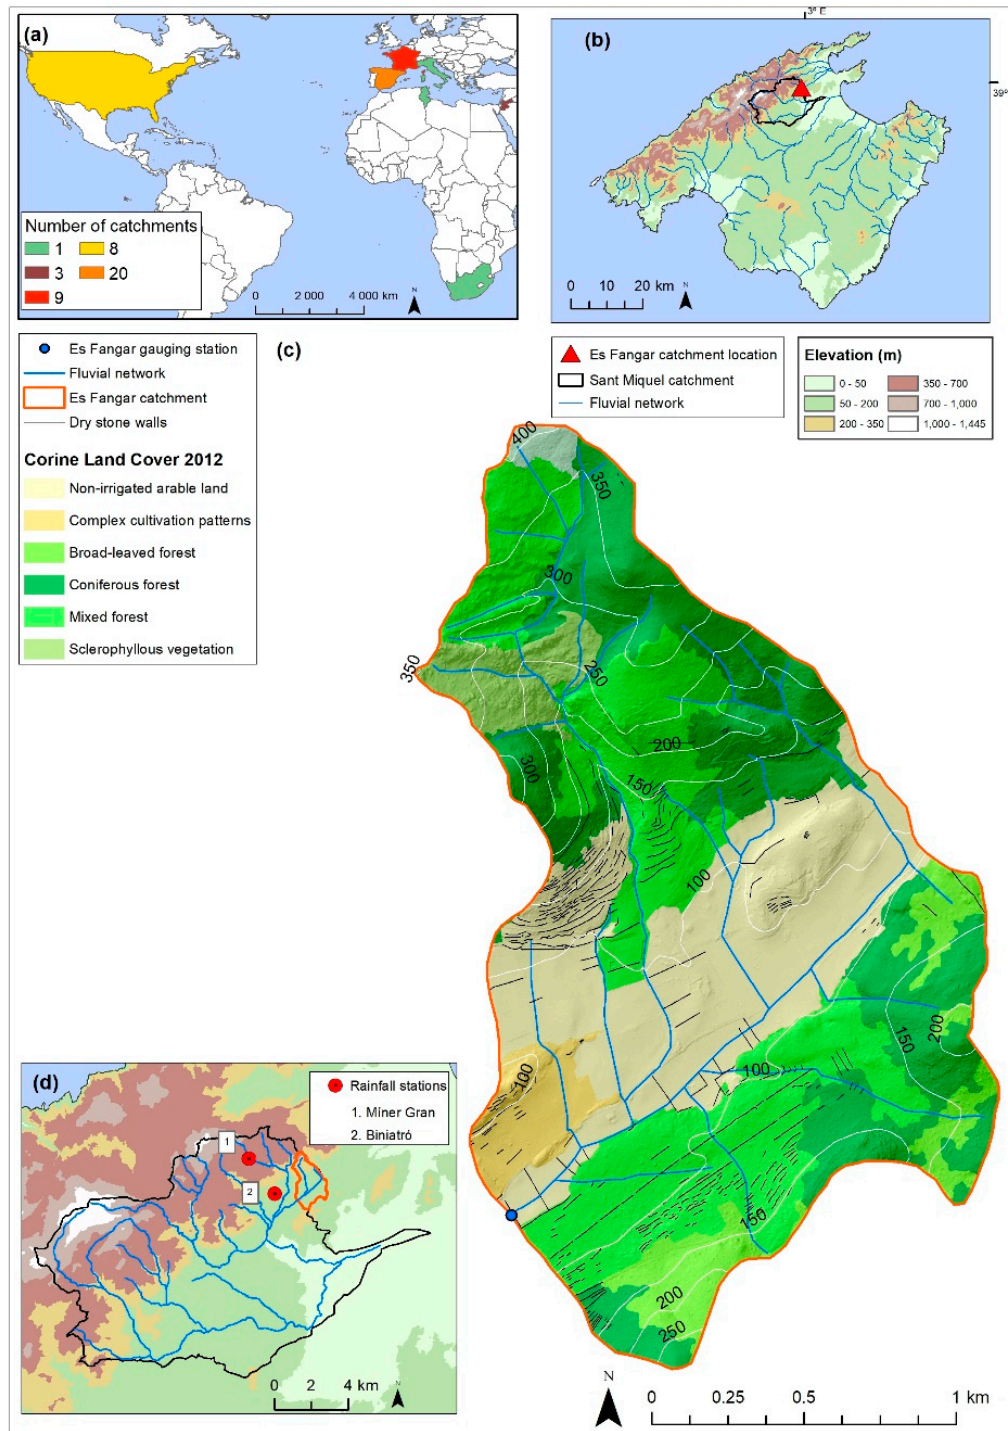 (a)
Number of catchments
1 8
3 20
9
0 2 000 4 000 km
N
3° E
(b)
39°
0 10 20 km
N
Es Fangar gauging station
Fluvial network
Es Fangar catchment
Dry stone walls
Corine Land Cover 2012
Non-irrigated arable land
Complex cultivation patterns
Broad-leaved forest
Coniferous forest
Mixed forest
Sclerophyllous vegetation
(c)
Es Fangar catchment location
Sant Miquel catchment
Fluvial network
Elevation (m)
0 - 50 350 - 700
50 - 200 700 - 1,000
200 - 350 1,000 - 1,445
400
350
300
350
250
200
300
150
100
150
200
100
100
150
200
250
N
0 0.25 0.5 1 km
(d)
Rainfall stations
1. Míner Gran
2. Biniatró
1
2
0 2 4 km
N